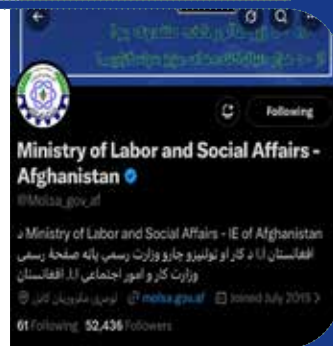 Following
Ministry of Labor and Social Affairs -
Afghanistan
@Molsa_gov_af
Ministry of Labor and Social Affairs - IE of Afghanistan د
افغانستان ا.ا د کار او ټولنیزو چارو وزارت رسمي پاڼه صفحهٔ رسمی
وزارت کار و امور اجتماعی ا.ا. افغانستان
molsa.gov.af Joined July 2015
61 Following 52,436 Followers